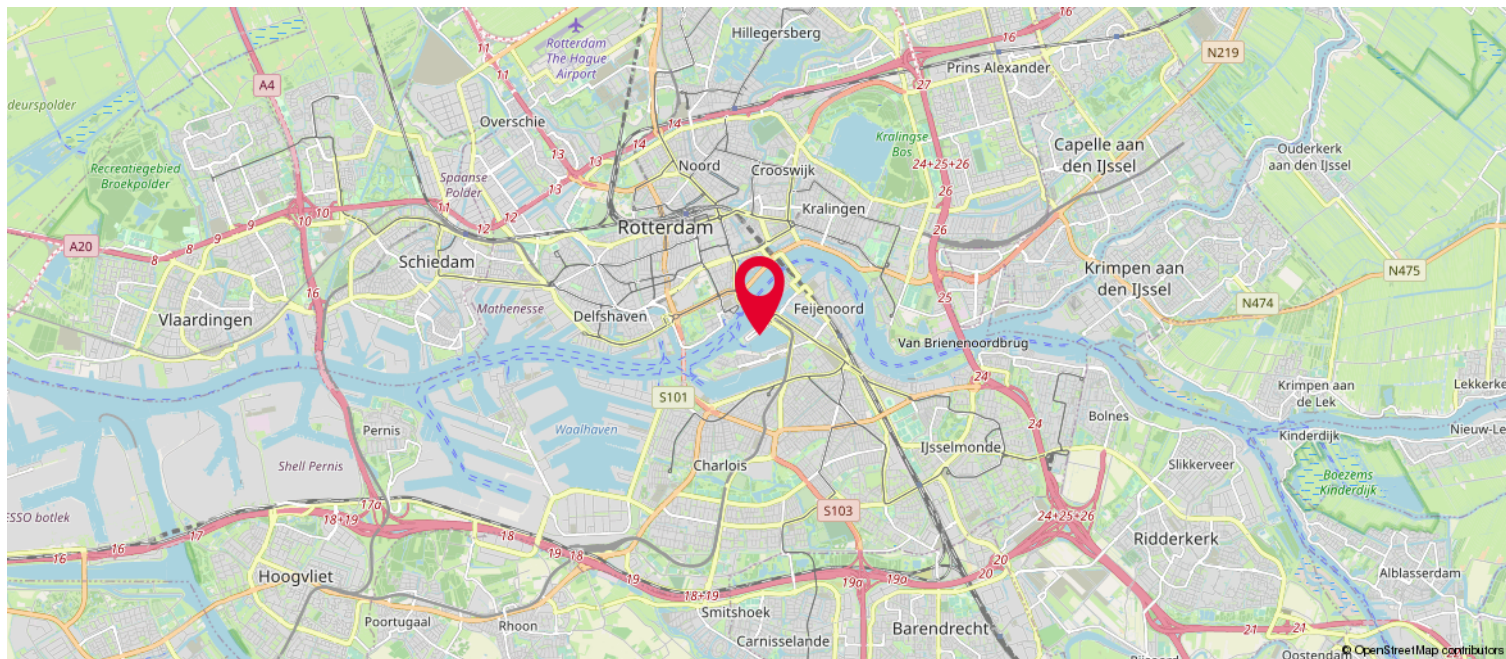 16
Hillegersberg
11
Rotterdam
The Hague
Airport
N219
16
Prins Alexander
A4
11
27
deurspolder
Overschie
14
14
Kralingse
Bos
Capelle aan
den IJssel
Ouderkerk
aan den IJssel
13
13
Noord
Crooswijk
24+25+26
Recreatiegebied
Broekpolder
Spaanse
Polder
13
26
10
11
12
Kralingen
10
9
9
8
A20
8
Rotterdam
26
Schiedam
Krimpen aan
den IJssel
N475
16
25
N474
Vlaardingen
Mathenesse
Delfshaven
Feijenoord
Van Brienenoordbrug
24
Krimpen aan
de Lek
Lekkerke
S101
Bolnes
Pernis
Waalhaven
24
Kinderdijk
Nieuw-Le
IJsselmonde
Shell Pernis
Charlois
Slikkerveer
Boezems
Kinderdijk
17a
ESSO botlek
18+19
S103
24+25+26
17
18
16
16
19
18
Ridderkerk
20
Hoogvliet
19
19a
19a
20
Alblasserdam
18+19
Smitshoek
Poortugaal
Rhoon
Barendrecht
21
21
22
Carnisselande
Oostendam
© OpenStreetMap contributors